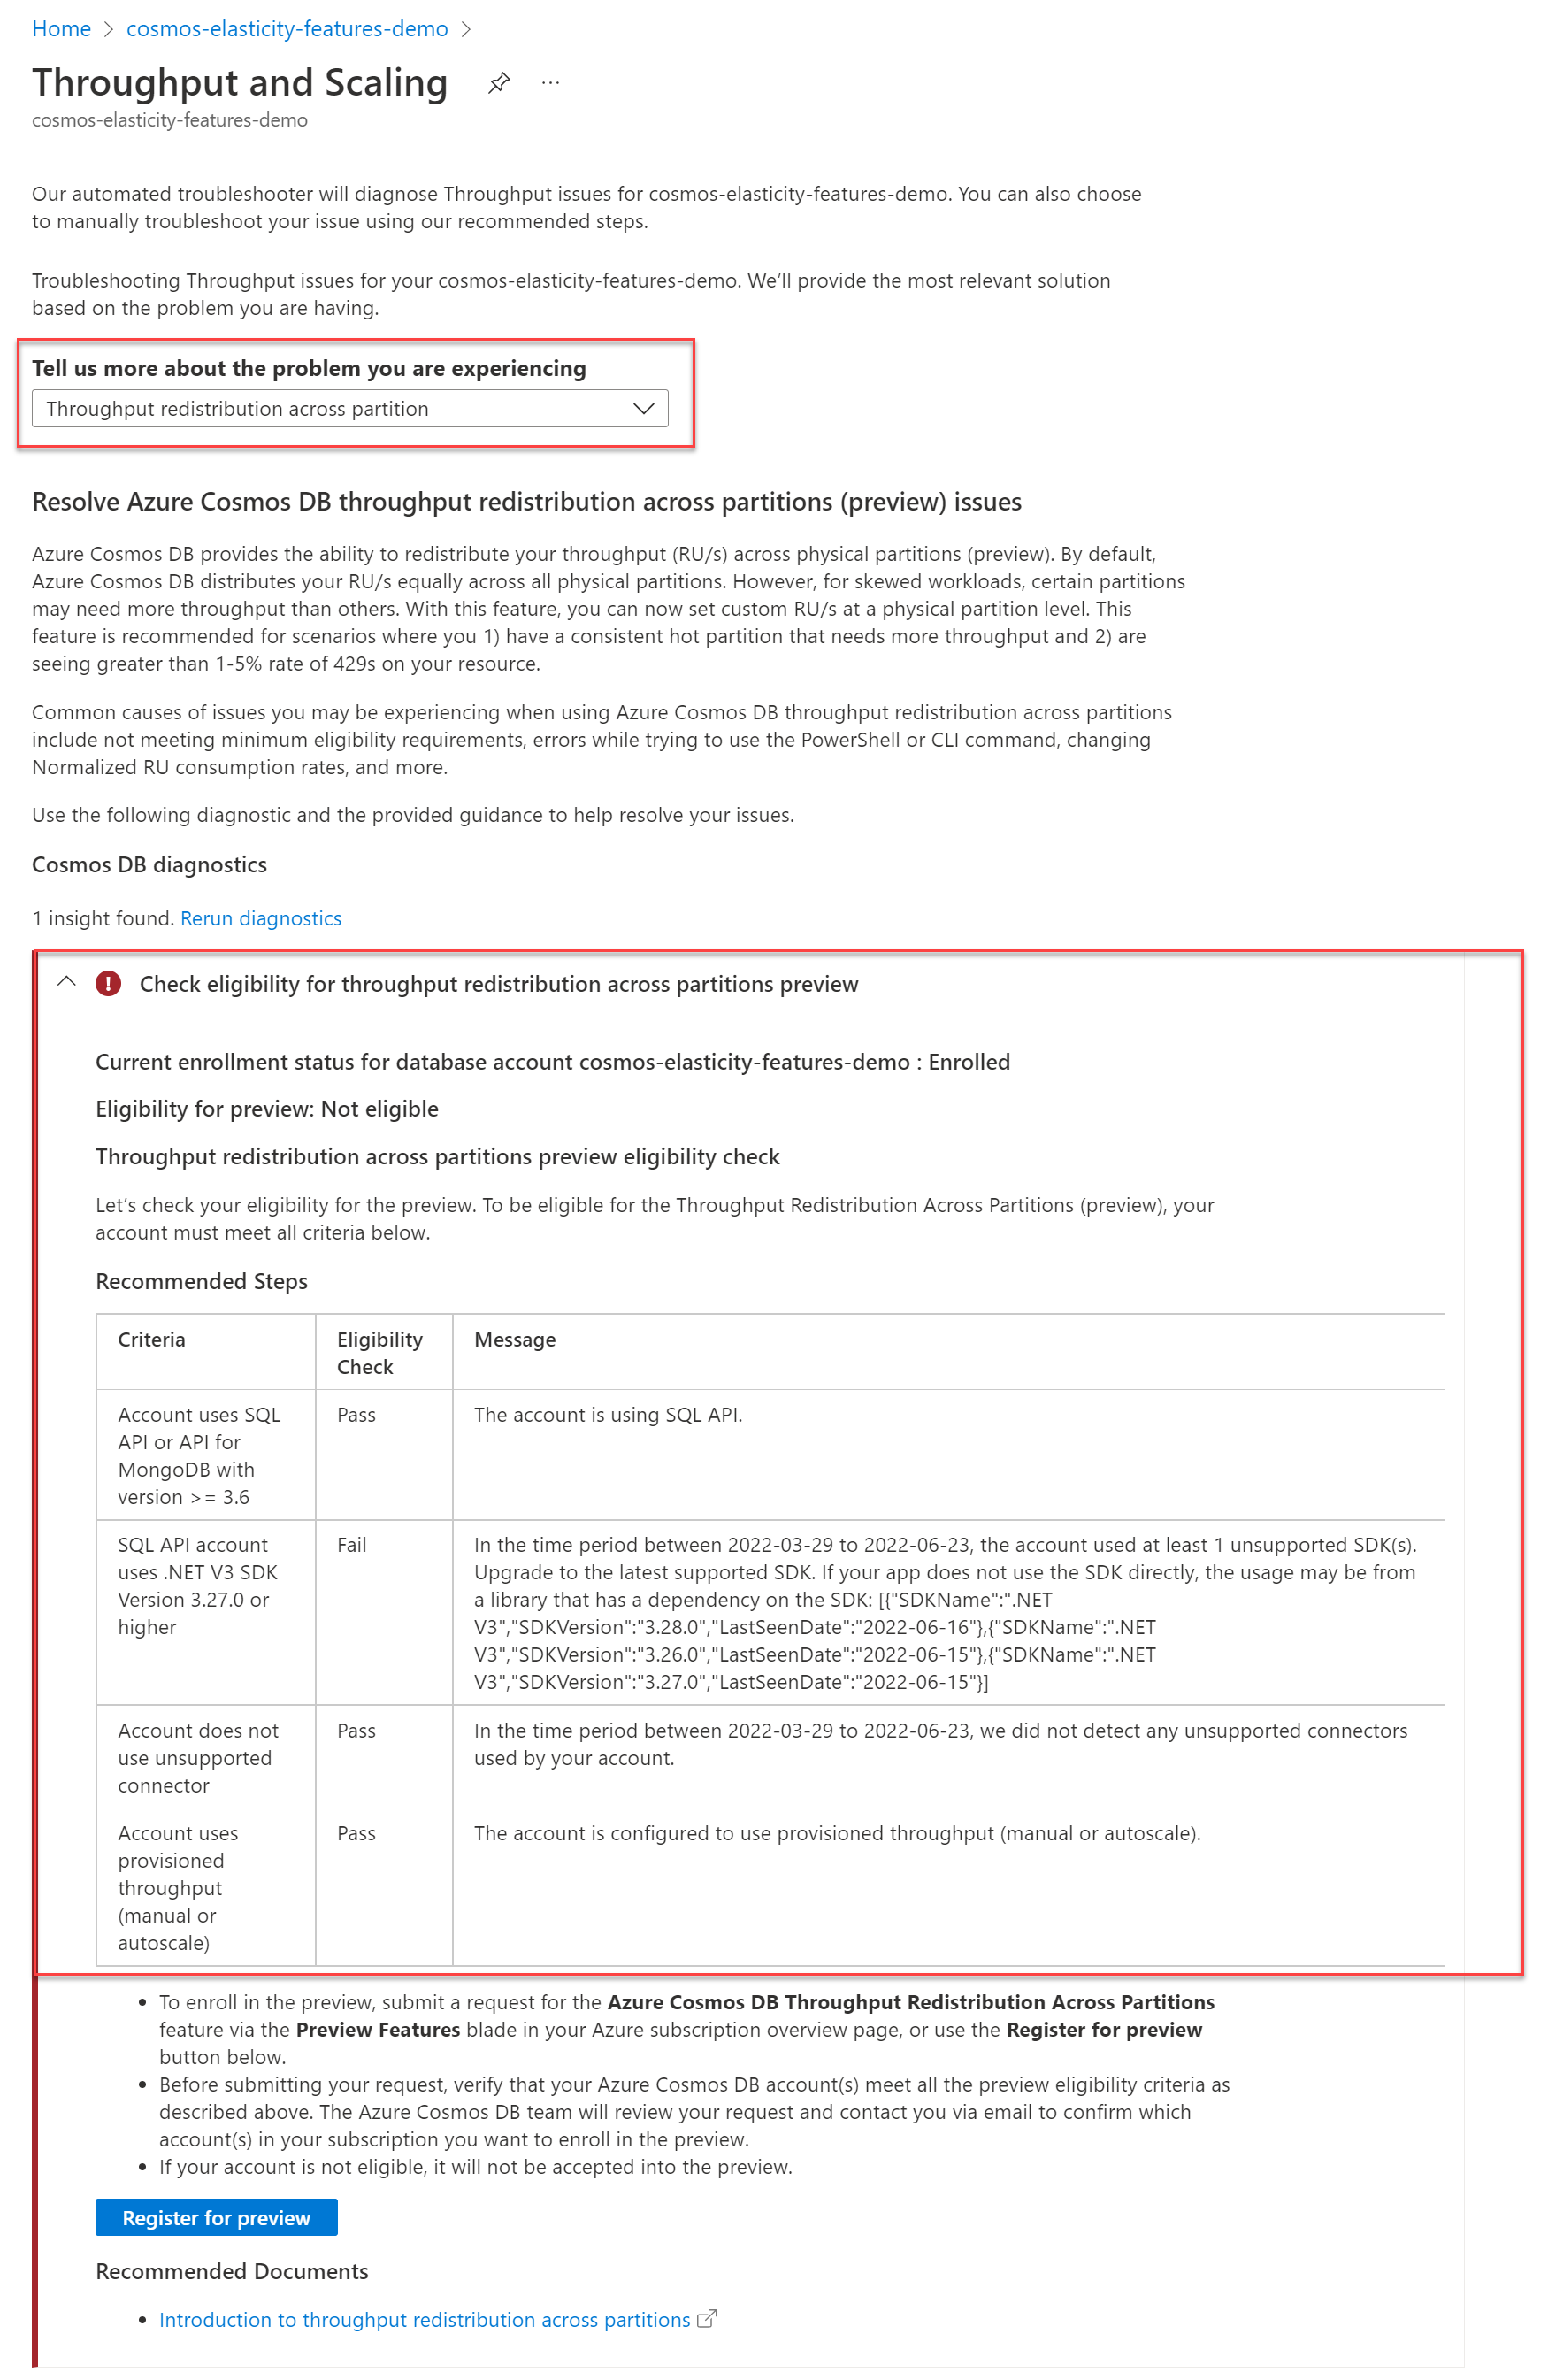 Home > cosmos-elasticity-features-demo >
Throughput and Scaling ...
cosmos-elasticity-features-demo
Our automated troubleshooter will diagnose Throughput issues for cosmos-elasticity-features-demo. You can also choose
to manually troubleshoot your issue using our recommended steps.
Troubleshooting Throughput issues for your cosmos-elasticity-features-demo. We’ll provide the most relevant solution
based on the problem you are having.
Tell us more about the problem you are experiencing
Throughput redistribution across partition
Resolve Azure Cosmos DB throughput redistribution across partitions (preview) issues
Azure Cosmos DB provides the ability to redistribute your throughput (RU/s) across physical partitions (preview). By default,
Azure Cosmos DB distributes your RU/s equally across all physical partitions. However, for skewed workloads, certain partitions
may need more throughput than others. With this feature, you can now set custom RU/s at a physical partition level. This
feature is recommended for scenarios where you 1) have a consistent hot partition that needs more throughput and 2) are
seeing greater than 1-5% rate of 429s on your resource.
Common causes of issues you may be experiencing when using Azure Cosmos DB throughput redistribution across partitions
include not meeting minimum eligibility requirements, errors while trying to use the PowerShell or CLI command, changing
Normalized RU consumption rates, and more.
Use the following diagnostic and the provided guidance to help resolve your issues.
Cosmos DB diagnostics
1 insight found. Rerun diagnostics
Check eligibility for throughput redistribution across partitions preview
Current enrollment status for database account cosmos-elasticity-features-demo : Enrolled
Eligibility for preview: Not eligible
Throughput redistribution across partitions preview eligibility check
Let’s check your eligibility for the preview. To be eligible for the Throughput Redistribution Across Partitions (preview), your
account must meet all criteria below.
Recommended Steps
Criteria
Eligibility
Check
Message
Account uses SQL
API or API for
MongoDB with
version >= 3.6
Pass
The account is using SQL API.
SQL API account
uses .NET V3 SDK
Version 3.27.0 or
higher
Fail
In the time period between 2022-03-29 to 2022-06-23, the account used at least 1 unsupported SDK(s).
Upgrade to the latest supported SDK. If your app does not use the SDK directly, the usage may be from
a library that has a dependency on the SDK: [{"SDKName":".NET
V3","SDKVersion":"3.28.0","LastSeenDate":"2022-06-16"},{"SDKName":".NET
V3","SDKVersion":"3.26.0","LastSeenDate":"2022-06-15"},{"SDKName":".NET
V3","SDKVersion":"3.27.0","LastSeenDate":"2022-06-15"}]
Account does not
use unsupported
connector
Pass
In the time period between 2022-03-29 to 2022-06-23, we did not detect any unsupported connectors
used by your account.
Account uses
provisioned
throughput
(manual or
autoscale)
Pass
The account is configured to use provisioned throughput (manual or autoscale).
• To enroll in the preview, submit a request for the Azure Cosmos DB Throughput Redistribution Across Partitions
feature via the Preview Features blade in your Azure subscription overview page, or use the Register for preview
button below.
• Before submitting your request, verify that your Azure Cosmos DB account(s) meet all the preview eligibility criteria as
described above. The Azure Cosmos DB team will review your request and contact you via email to confirm which
account(s) in your subscription you want to enroll in the preview.
• If your account is not eligible, it will not be accepted into the preview.
Register for preview
Recommended Documents
• Introduction to throughput redistribution across partitions